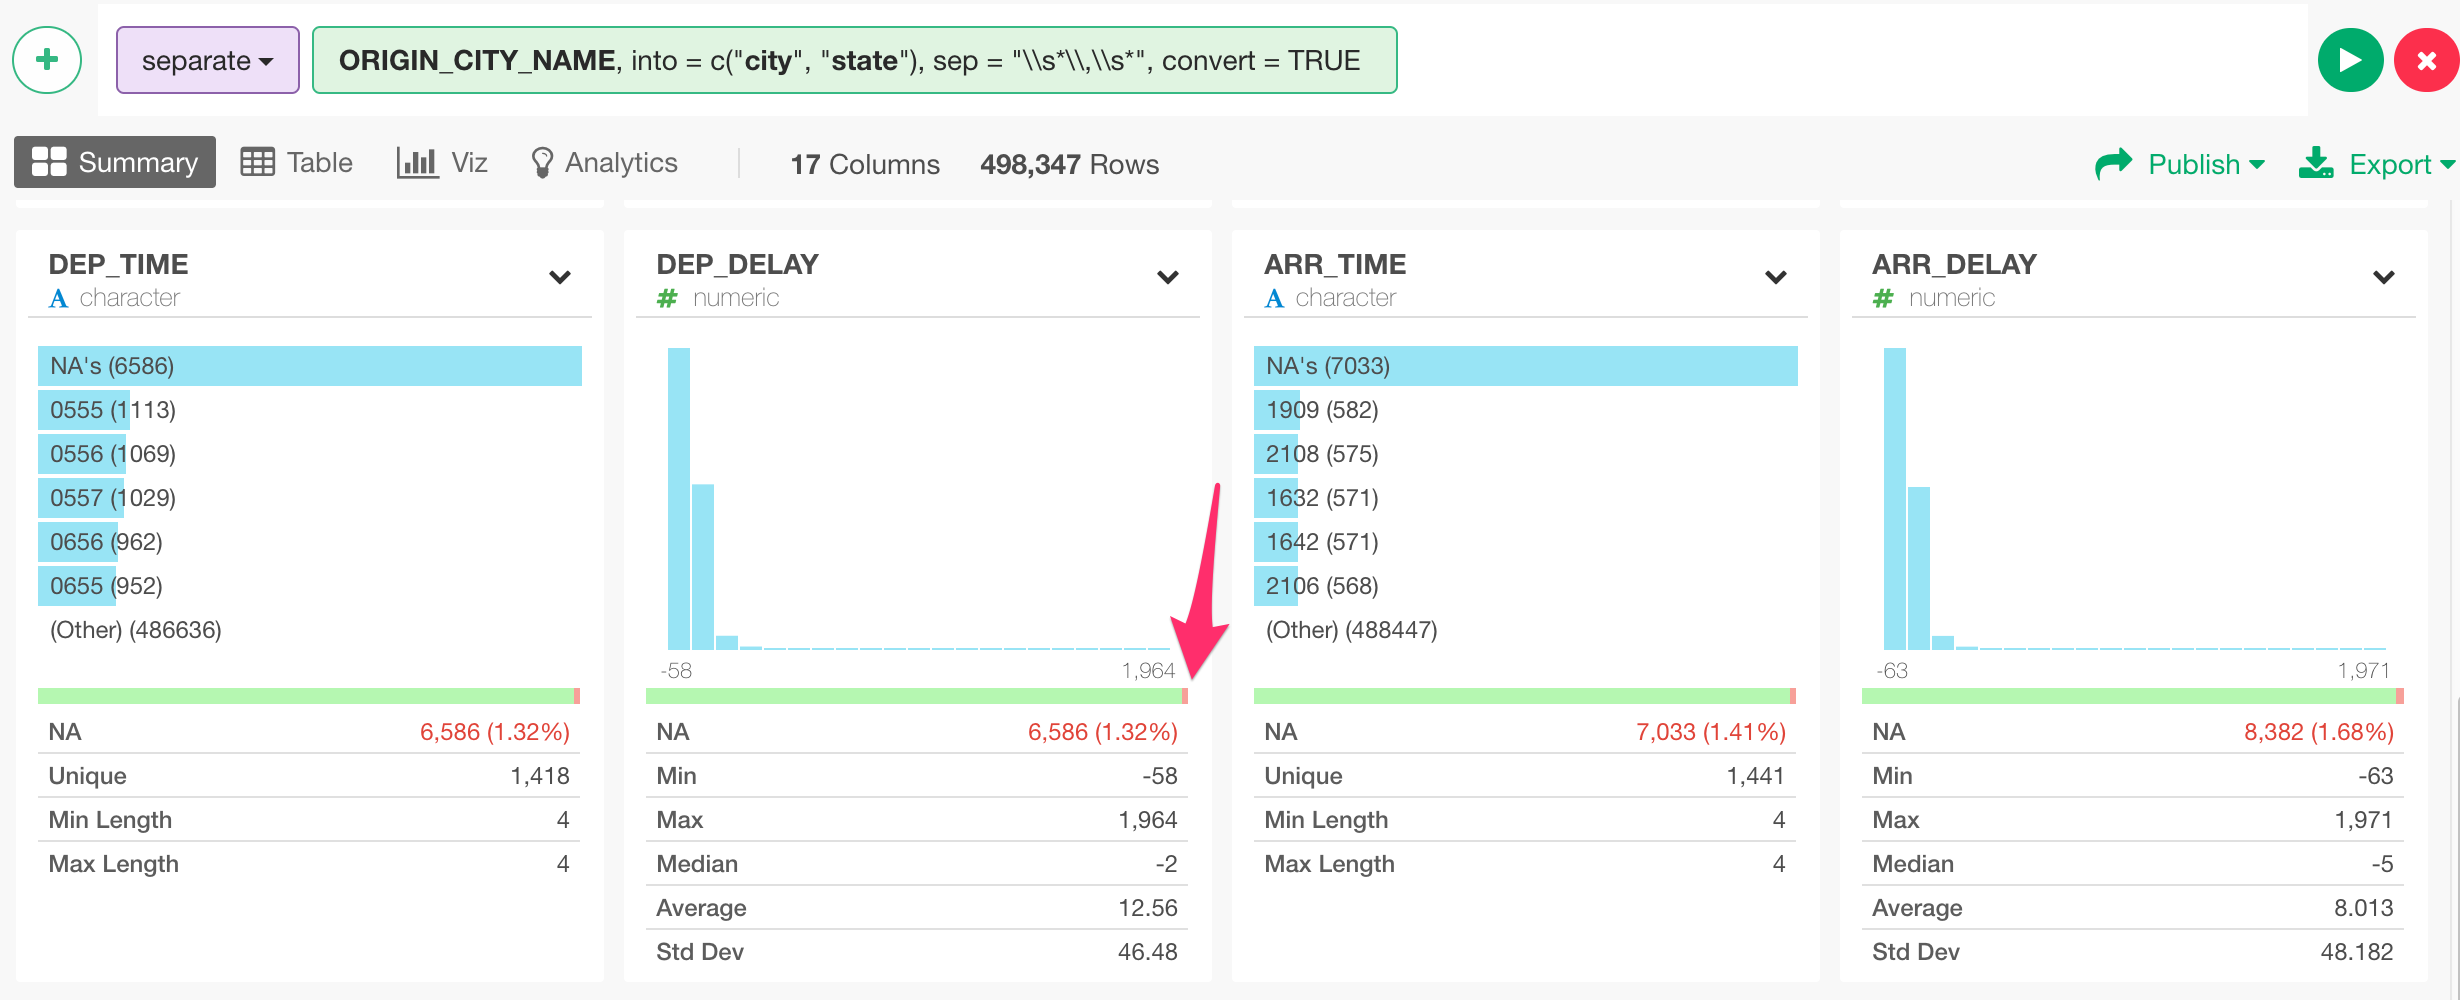 separate
ORIGIN_CITY_NAME, into = c("city", "state"), sep = "\\s*\\,\\s*", convert = TRUE
Summary
Table
Viz
Analytics
17 Columns
498,347 Rows
Publish
Export
DEP_TIME
A character
NA's (6586)
0555 (1113)
0556 (1069)
0557 (1029)
0656 (962)
0655 (952)
(Other) (486636)
NA 6,586 (1.32%)
Unique 1,418
Min Length 4
Max Length 4
DEP_DELAY
# numeric
-58 1,964
NA 6,586 (1.32%)
Min -58
Max 1,964
Median -2
Average 12.56
Std Dev 46.48
ARR_TIME
A character
NA's (7033)
1909 (582)
2108 (575)
1632 (571)
1642 (571)
2106 (568)
(Other) (488447)
NA 7,033 (1.41%)
Unique 1,441
Min Length 4
Max Length 4
ARR_DELAY
# numeric
-63 1,971
NA 8,382 (1.68%)
Min -63
Max 1,971
Median -5
Average 8.013
Std Dev 48.182